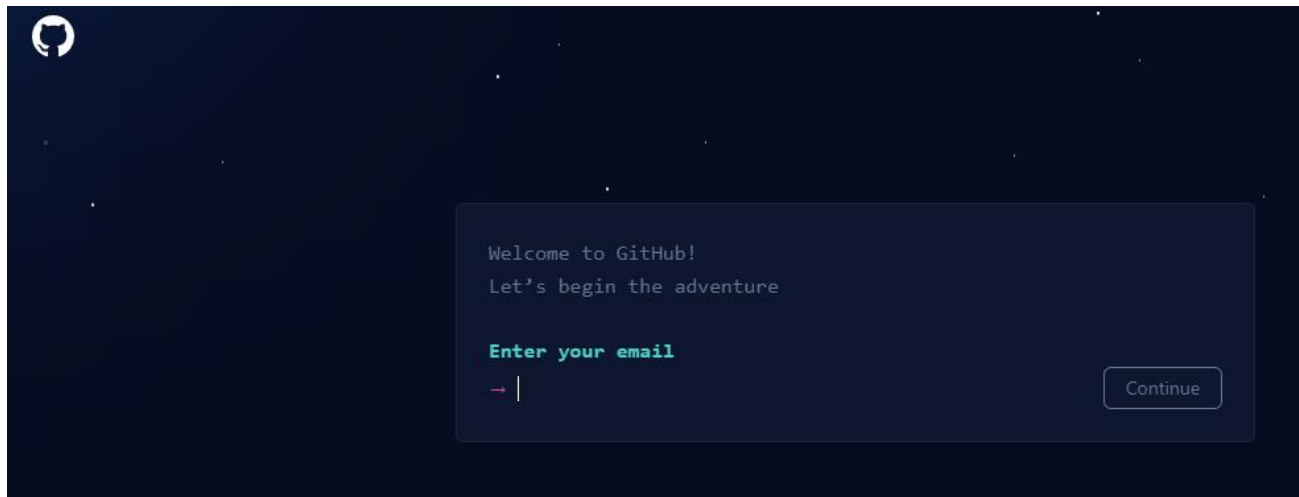 Welcome to GitHub!
Let’s begin the adventure
Enter your email
→
Continue